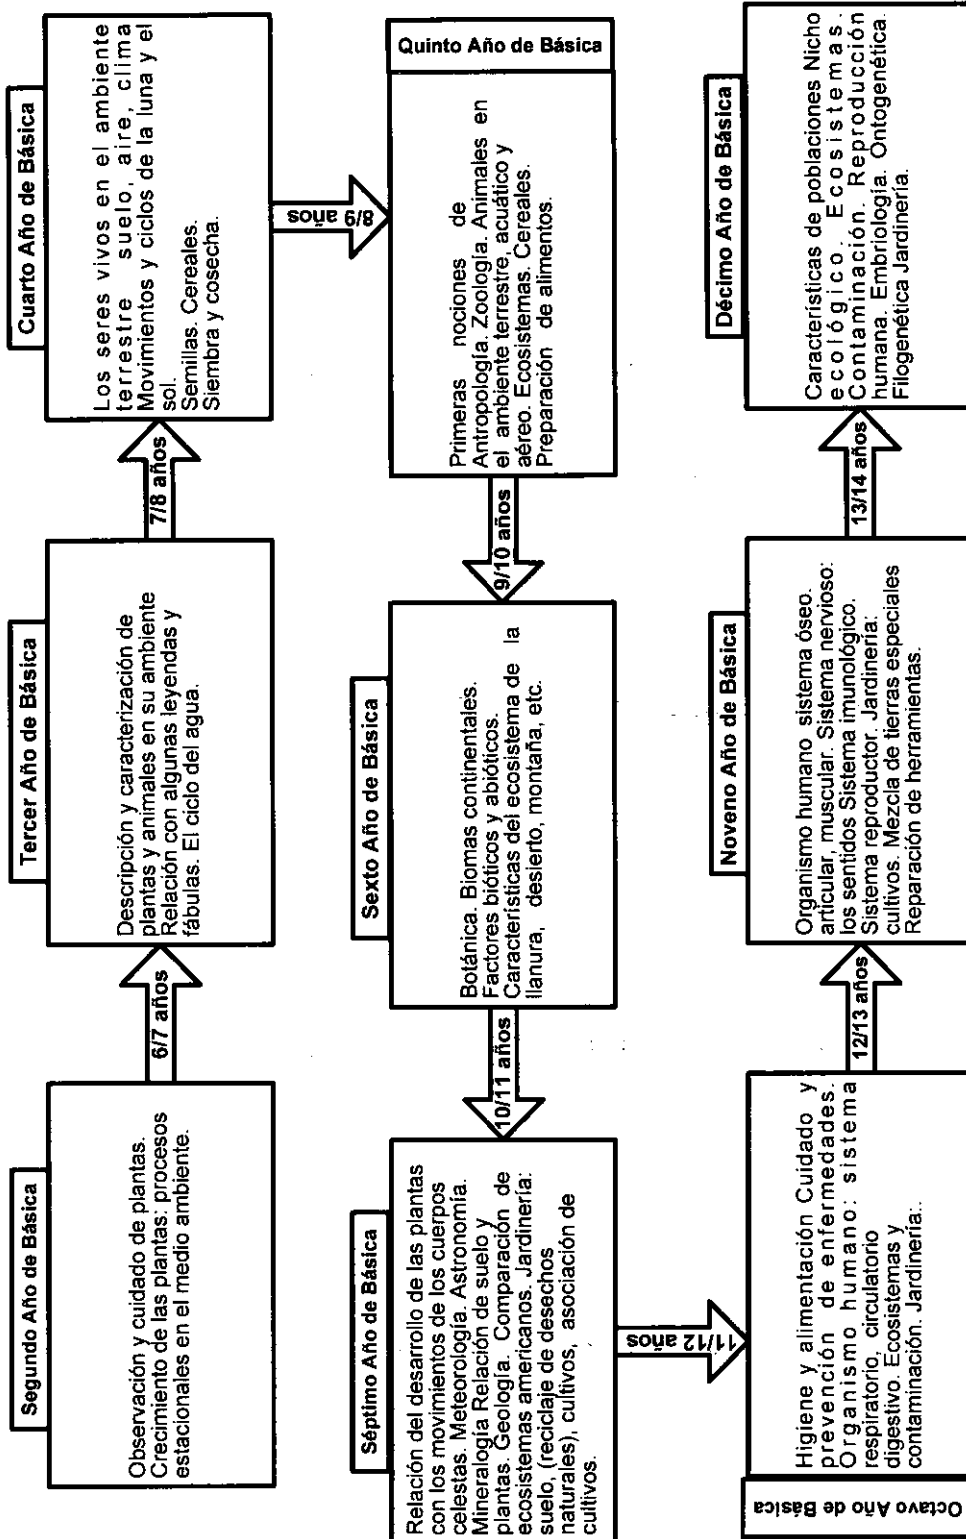 Segundo Año de Básica
Observación y cuidado de plantas.
Crecimiento de las plantas: procesos
estacionales en el medio ambiente.
6/7 años
Tercer Año de Básica
Descripción y caracterización de
plantas y animales en su ambiente
Relación con algunas leyendas y
fábulas. El ciclo del agua.
7/8 años
Cuarto Año de Básica
Los seres vivos en el ambiente
terrestre suelo, aire, clima
Movimientos y ciclos de la luna y el
sol.
Semillas. Cereales.
Siembra y cosecha.
8/9 años
Quinto Año de Básica
Primeras nociones de
Antropología. Zoología. Animales en
el ambiente terrestre, acuático y
aéreo. Ecosistemas. Cereales.
Preparación de alimentos.
9/10 años
Sexto Año de Básica
Botánica. Biomas continentales.
Factores bióticos y abióticos.
Características del ecosistema de la
llanura, desierto, montaña, etc.
10/11 años
Séptimo Año de Básica
Relación del desarrollo de las plantas
con los movimientos de los cuerpos
celestas. Meteorología. Astronomía.
Mineralogía Relación de suelo y
plantas. Geología. Comparación de
ecosistemas americanos. Jardinería:
suelo, (reciclaje de desechos
naturales), cultivos, asociación de
cultivos.
11/12 años
Octavo Año de Básica
Higiene y alimentación Cuidado y
prevención de enfermedades.
Organismo humano: sistema
respiratorio, circulatorio
digestivo. Ecosistemas y
contaminación. Jardinería:.
12/13 años
Noveno Año de Básica
Organismo humano sistema óseo.
articular, muscular. Sistema nervioso:
los sentidos Sistema imunológico.
Sistema reproductor. Jardinería:
cultivos. Mezcla de tierras especiales
Reparación de herramientas.
13/14 años
Décimo Año de Básica
Características de poblaciones Nicho
ecológico. Ecosistemas.
Contaminación. Reproducción
humana. Embriología. Ontogenética.
Filogenética Jardinería.